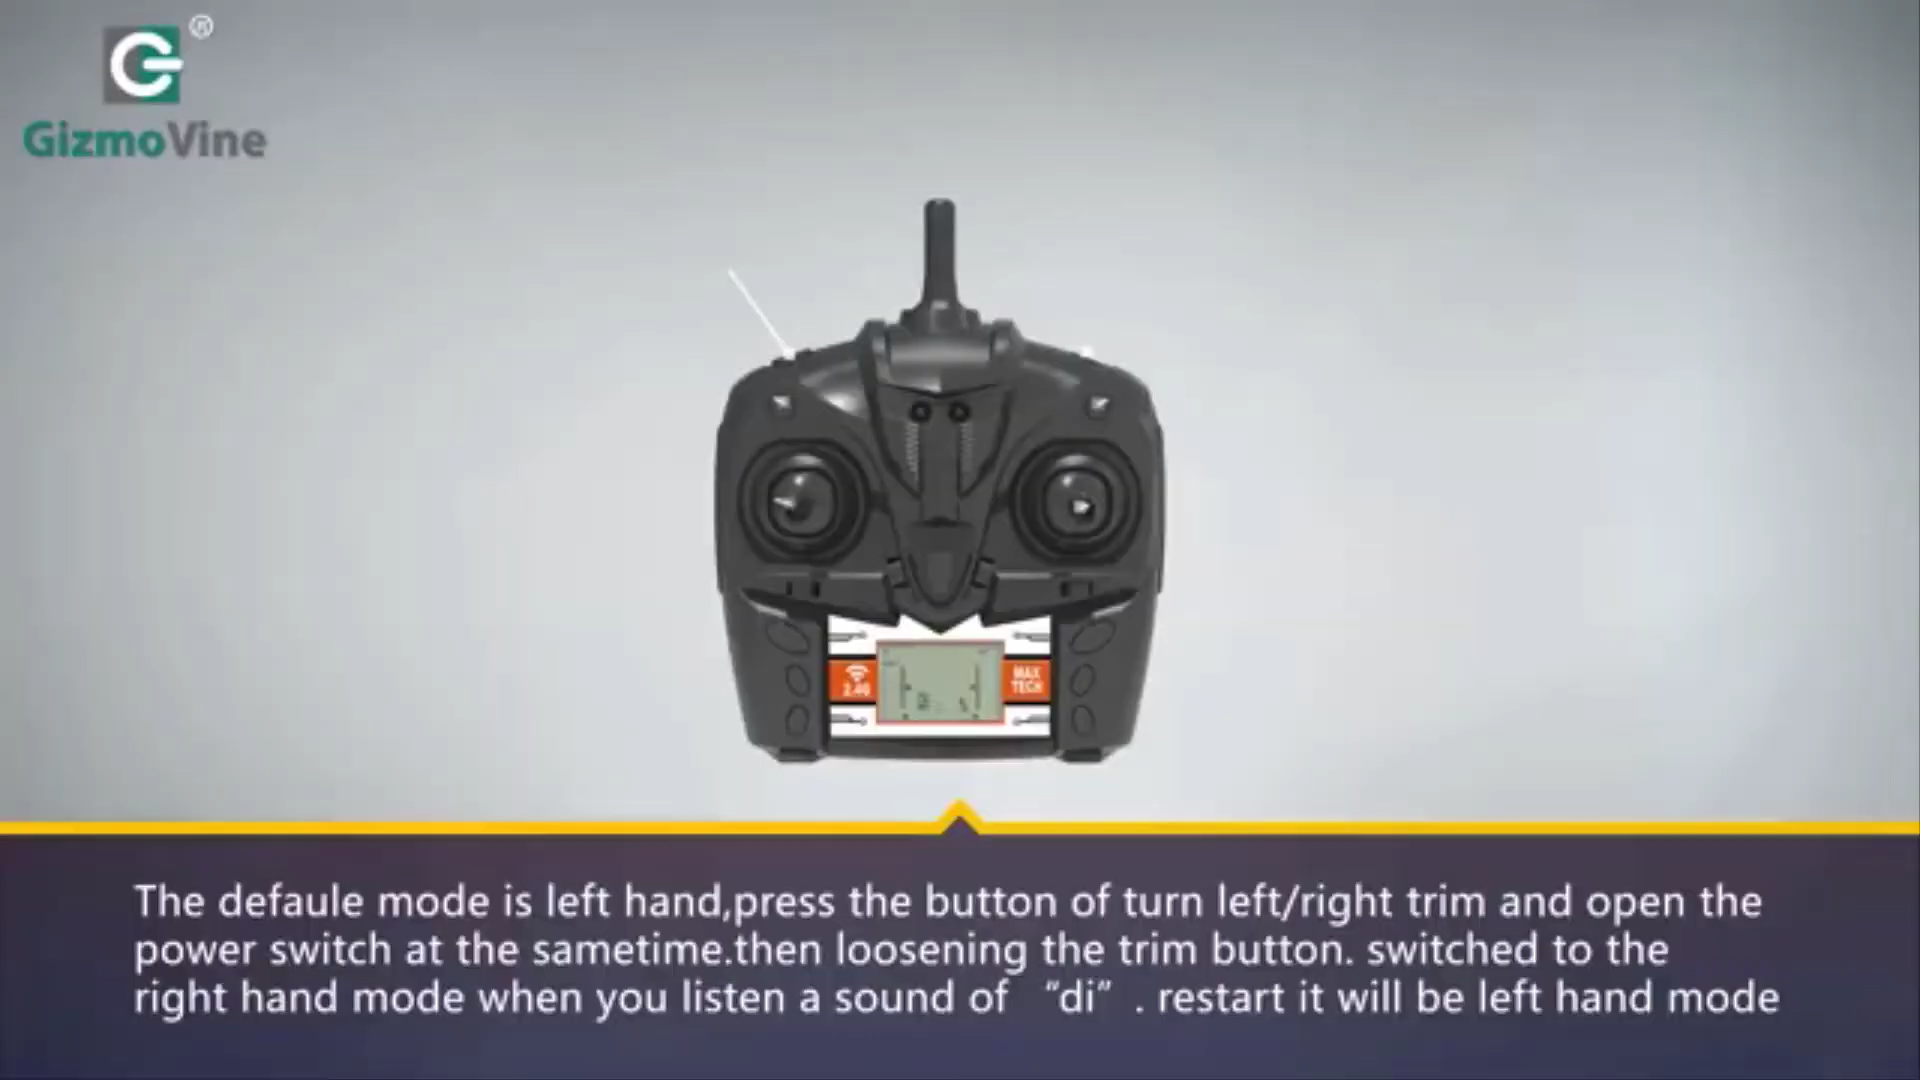 ®
GizmoVine
2.4G
MAX
TECH
The defaule mode is left hand,press the button of turn left/right trim and open the
power switch at the sametime.then loosening the trim button. switched to the
right hand mode when you listen a sound of “di”. restart it will be left hand mode